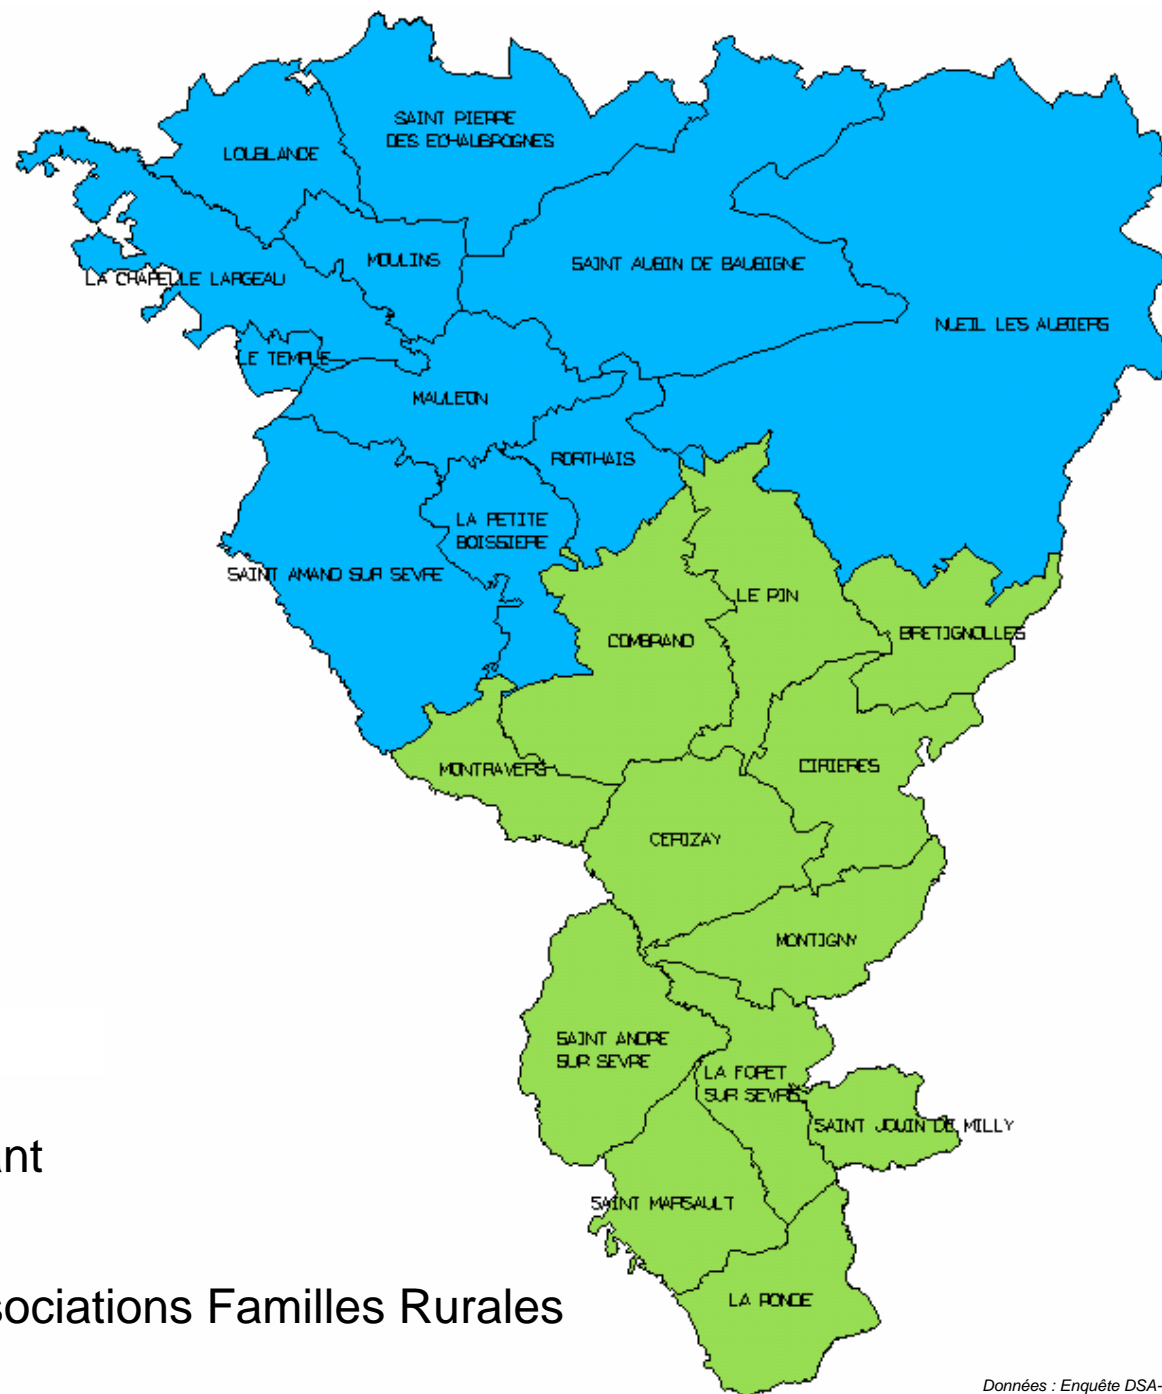 SAINT PIERRE
DES ECHAUBROGNES
LOUBLANDE
MOULINS
SAINT AUBIN DE BAUBIGNE
LA CHAPELLE LARGEAU
NUEIL LES AUBIERS
LE TEMPLE
MAULEON
RORTHAIS
LA PETITE
BOISSIERE
SAINT AMAND SUR SEVRE
LE PIN
BRETIGNOLLES
COMBRAND
MONTRAVERS
CIRIERES
CERIZAY
MONTIGNY
SAINT ANDRE
SUR SEVRE
LA FORET
SUR SEVRE
SAINT JOUIN DE MILLY
ant
SAINT MARSAULT
LA RONDE
sociations Familles Rurales
Données : Enquête DSA-